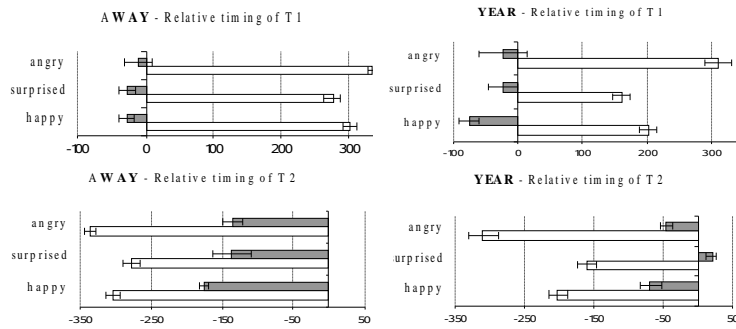 AWAY - Relative timing of T1
angry
surprised
happy
-100 0 100 200 300
YEAR - Relative timing of T1
angry
surprised
happy
-100 0 100 200 300
AWAY - Relative timing of T2
angry
surprised
happy
-350 -250 -150 -50 50
YEAR - Relative timing of T2
angry
urprised
happy
-350 -250 -150 -50 50